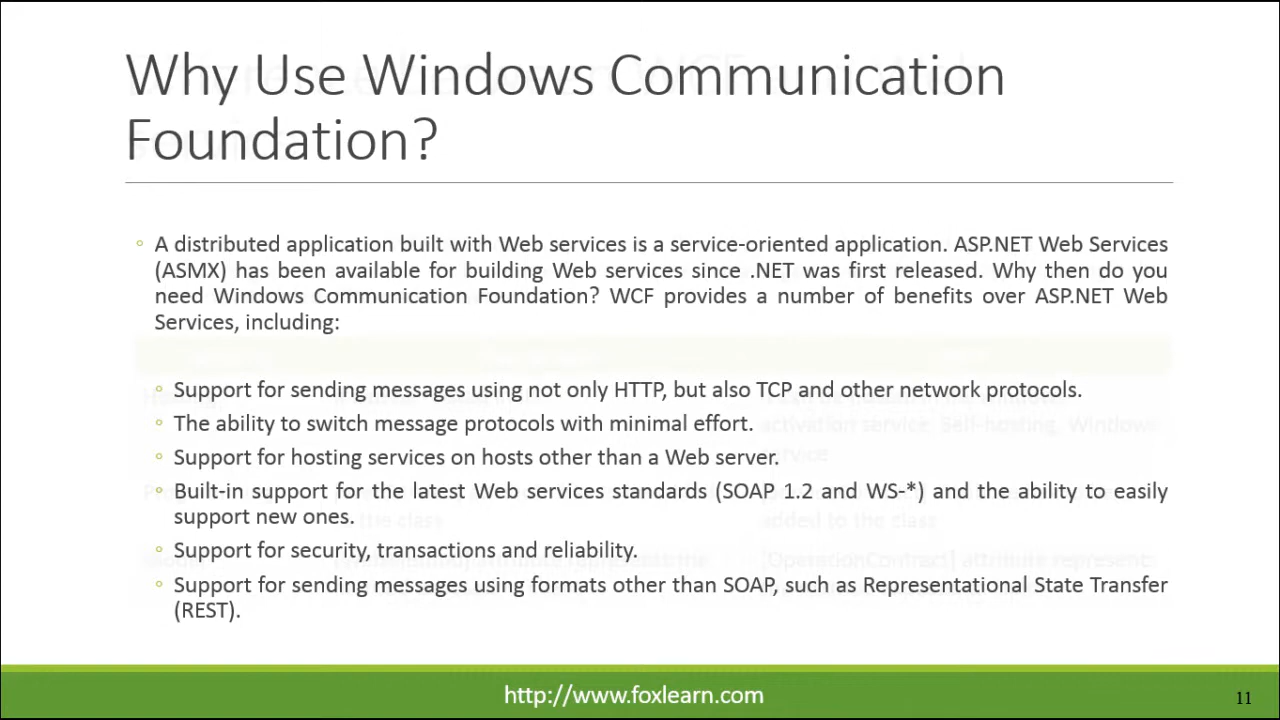 Why Use Windows Communication
Foundation?
◦ A distributed application built with Web services is a service-oriented application. ASP.NET Web Services
(ASMX) has been available for building Web services since .NET was first released. Why then do you
need Windows Communication Foundation? WCF provides a number of benefits over ASP.NET Web
Services, including:
◦ Support for sending messages using not only HTTP, but also TCP and other network protocols.
◦ The ability to switch message protocols with minimal effort.
◦ Support for hosting services on hosts other than a Web server.
◦ Built-in support for the latest Web services standards (SOAP 1.2 and WS-*) and the ability to easily
support new ones.
◦ Support for security, transactions and reliability.
◦ Support for sending messages using formats other than SOAP, such as Representational State Transfer
(REST).
http://www.foxlearn.com
11